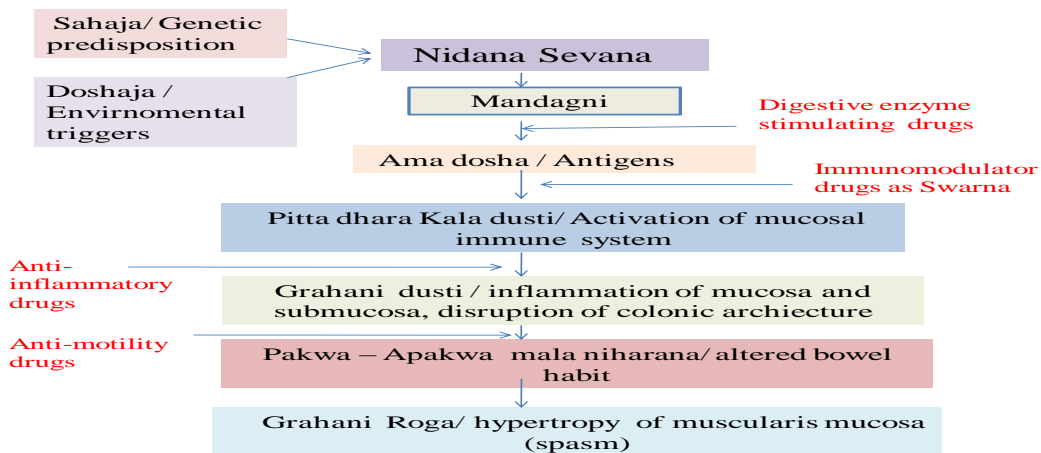 Sahaja/ Genetic
predisposition
Nidana Sevana
Doshaja /
Envirnomental
triggers
Mandagni
Digestive enzyme
stimulating drugs
Ama dosha / Antigens
Immunomodulator
drugs as Swarna
Pitta dhara Kala dusti/ Activation of mucosal
immune system
Anti-
inflammatory
drugs
Grahani dusti / inflammation of mucosa and
submucosa, disruption of colonic archiecture
Anti-motility
drugs
Pakwa – Apakwa mala niharana/ altered bowel
habit
Grahani Roga/ hypertropy of muscularis mucosa
(spasm)